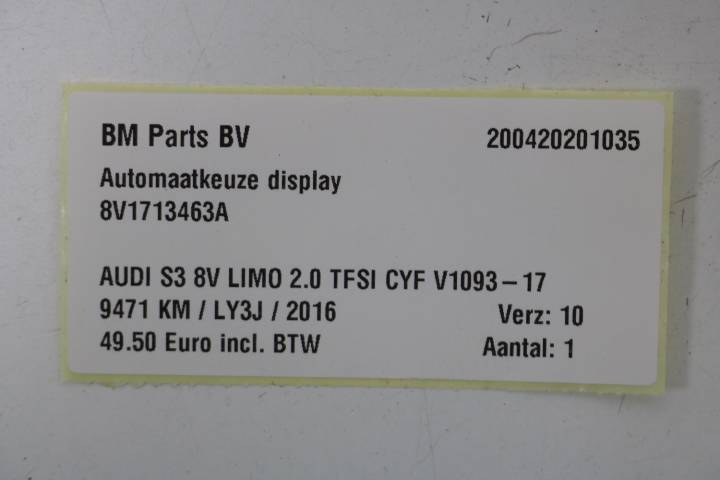 BM Parts BV 200420201035
Automaatkeuze display
8V1713463A
AUDI S3 8V LIMO 2.0 TFSI CYF V1093-17
9471 KM / LY3J / 2016 Verz: 10
49.50 Euro incl. BTW Aantal: 1